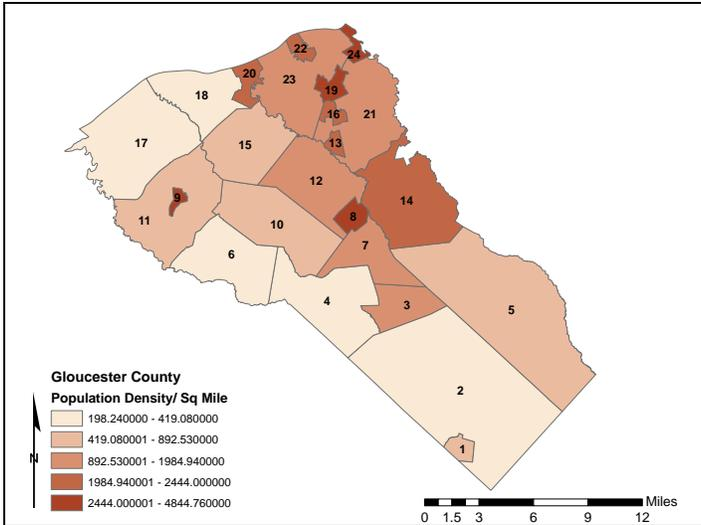 24
22
20
23
19
18
16
21
17
13
15
12
9
14
11
8
10
7
6
4
3
5
2
1
Gloucester County
Population Density/ Sq Mile
198.240000 - 419.080000
419.080001 - 892.530000
892.530001 - 1984.940000
1984.940001 - 2444.000000
2444.000001 - 4844.760000
N
Miles
0 1.5 3 6 9 12